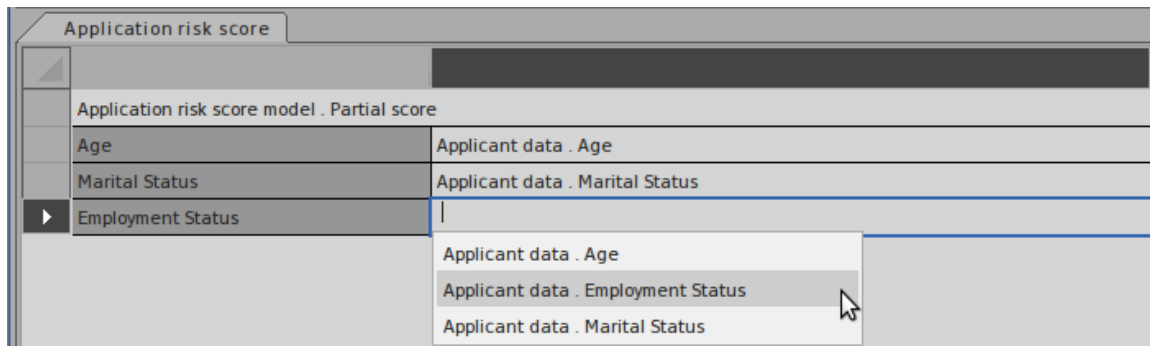 Application risk score
Application risk score model . Partial score
Age Applicant data . Age
Marital Status Applicant data . Marital Status
Employment Status
Applicant data . Age
Applicant data . Employment Status
Applicant data . Marital Status